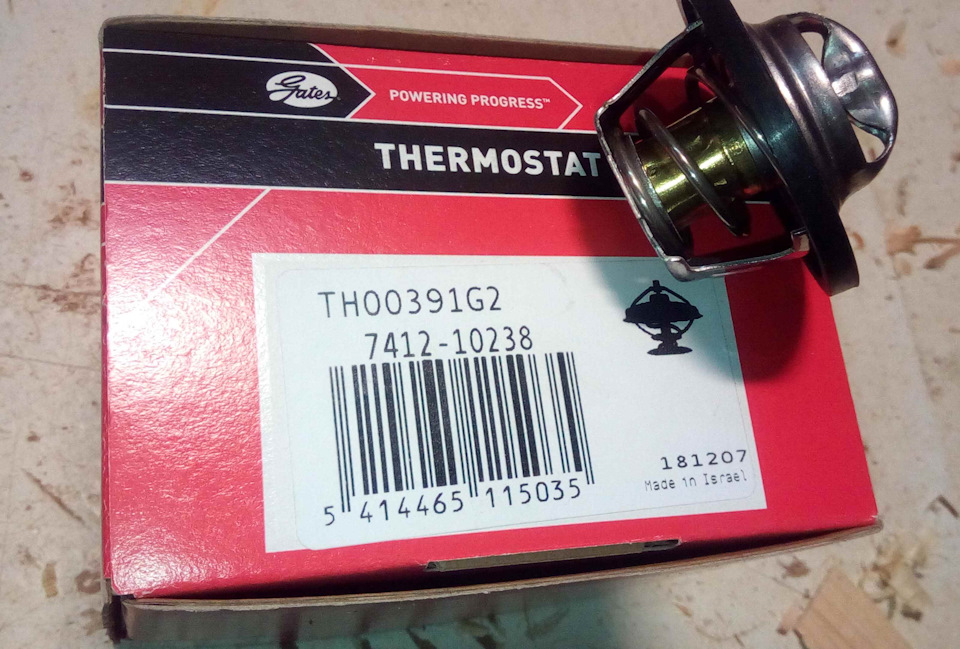 Gates
POWERING PROGRESS™
THERMOSTAT
TH00391G2
7412-10238
5 414465 115035
181207
Made in Israel